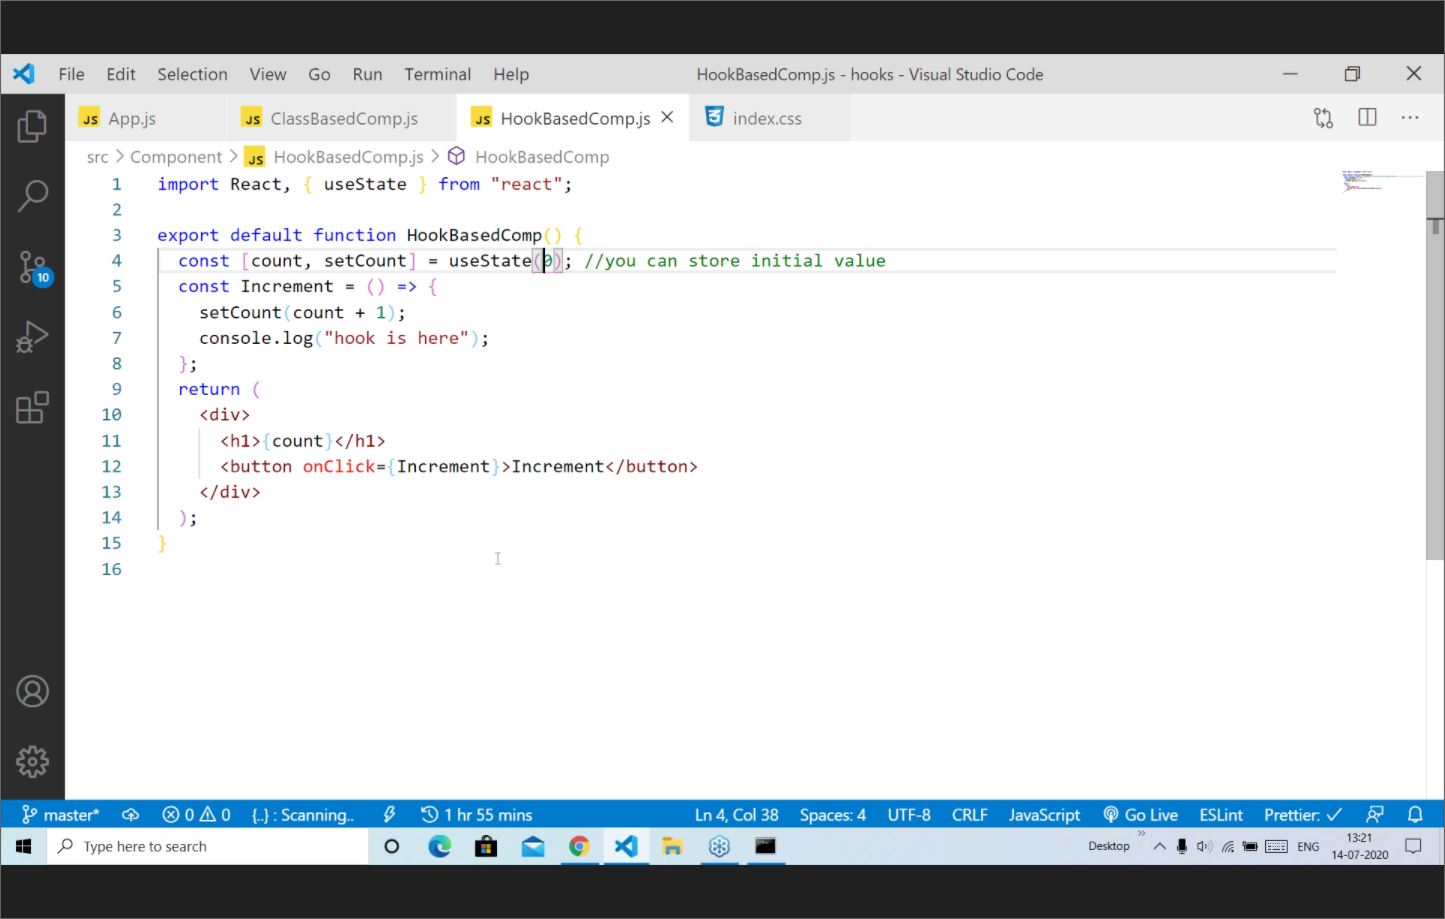 File Edit Selection View Go Run Terminal Help HookBasedComp.js - hooks - Visual Studio Code
JS App.js JS ClassBasedComp.js JS HookBasedComp.js index.css
src > Component > JS HookBasedComp.js > HookBasedComp
1 import React, { useState } from "react";
2
3 export default function HookBasedComp() {
4 const [count, setCount] = useState(0); //you can store initial value
5 const Increment = () => {
6 setCount(count + 1);
7 console.log("hook is here");
8 };
9 return (
10 <div>
11 <h1>{count}</h1>
12 <button onClick={Increment}>Increment</button>
13 </div>
14 );
15 }
16
10
master* 0 0 {..} : Scanning.. 1 hr 55 mins Ln 4, Col 38 Spaces: 4 UTF-8 CRLF JavaScript Go Live ESLint Prettier: ✓
Type here to search Desktop ENG 13:21
14-07-2020